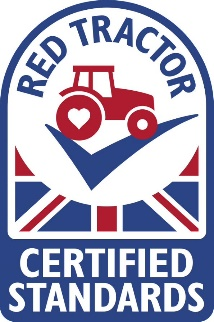 RED TRACTOR
CERTIFIED
STANDARDS